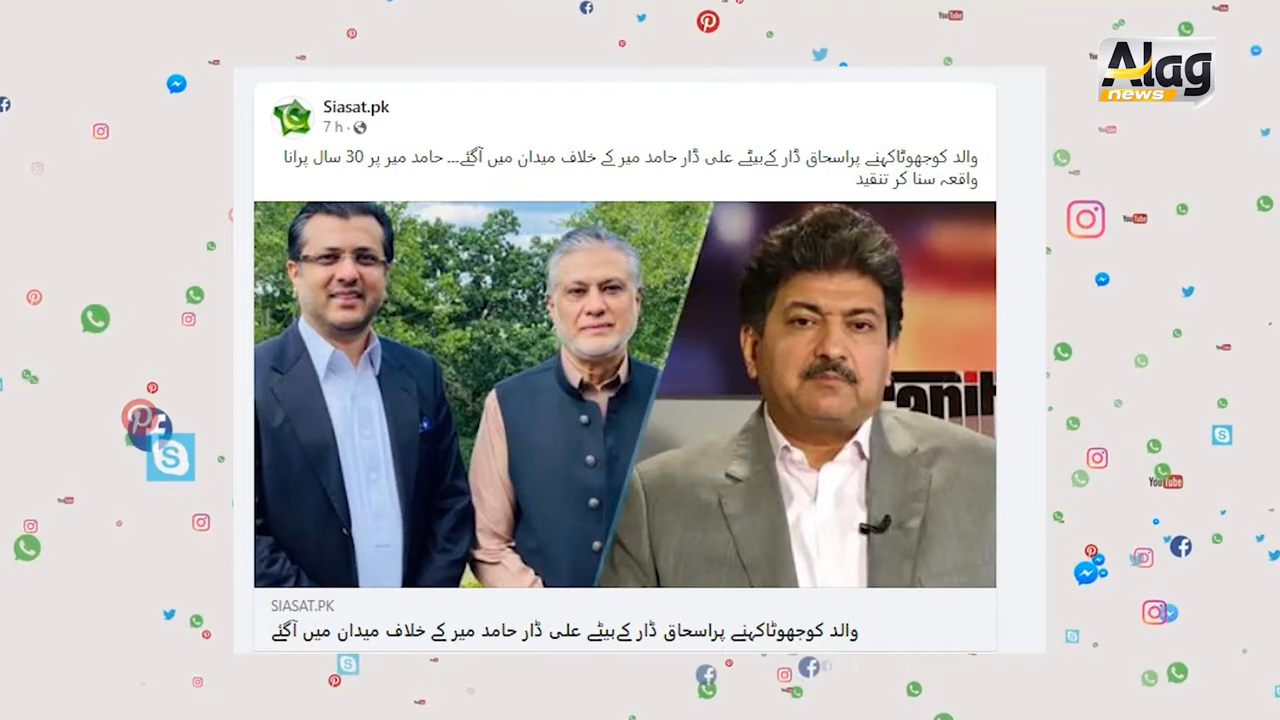 Alag
news
Siasat.pk
7 h ·
والد کوجھوٹاکہنے پراسحاق ڈار کےبیٹے علی ڈار حامد میر کے خلاف میدان میں آگئے... حامد میر پر 30 سال پرانا
واقعہ سنا کر تنقید
SIASAT.PK
والد کوجھوٹاکہنے پراسحاق ڈار کےبیٹے علی ڈار حامد میر کے خلاف میدان میں آگئے